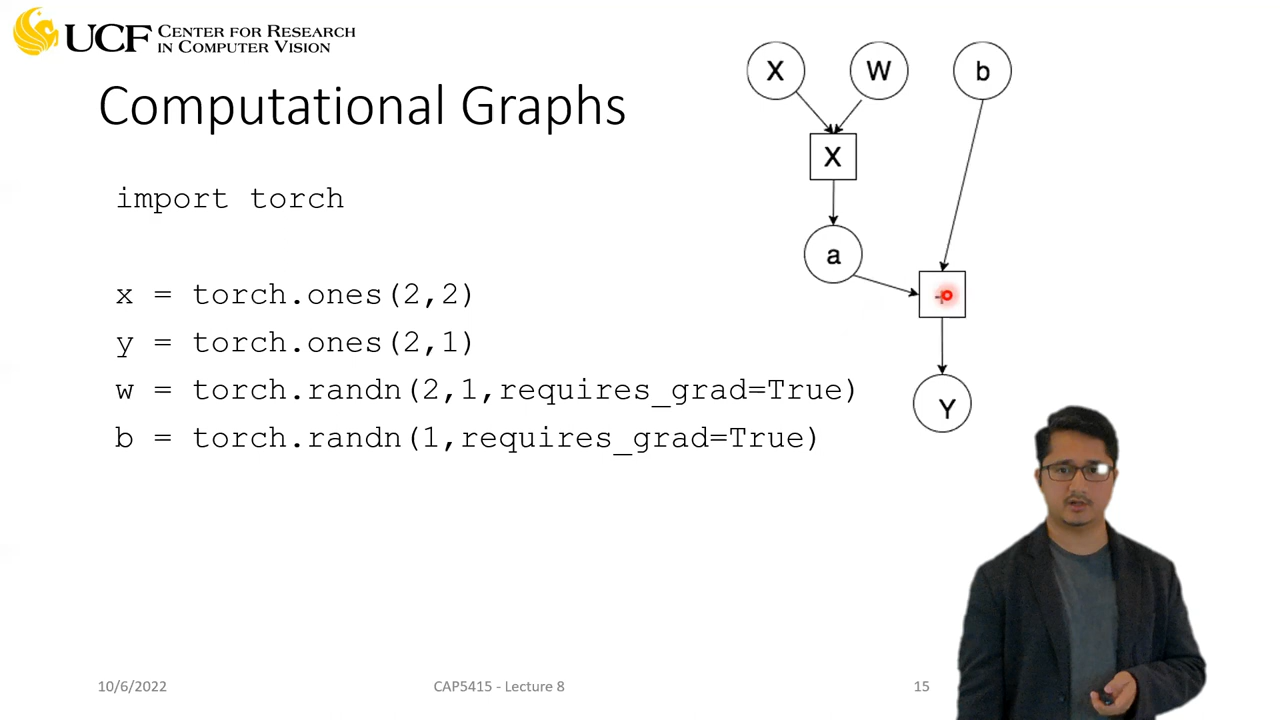 UCF CENTER FOR RESEARCH
IN COMPUTER VISION
Computational Graphs
import torch
x = torch.ones(2,2)
y = torch.ones(2,1)
w = torch.randn(2,1,requires_grad=True)
b = torch.randn(1,requires_grad=True)
X W b
X
a
Y
10/6/2022 CAP5415 - Lecture 8 15